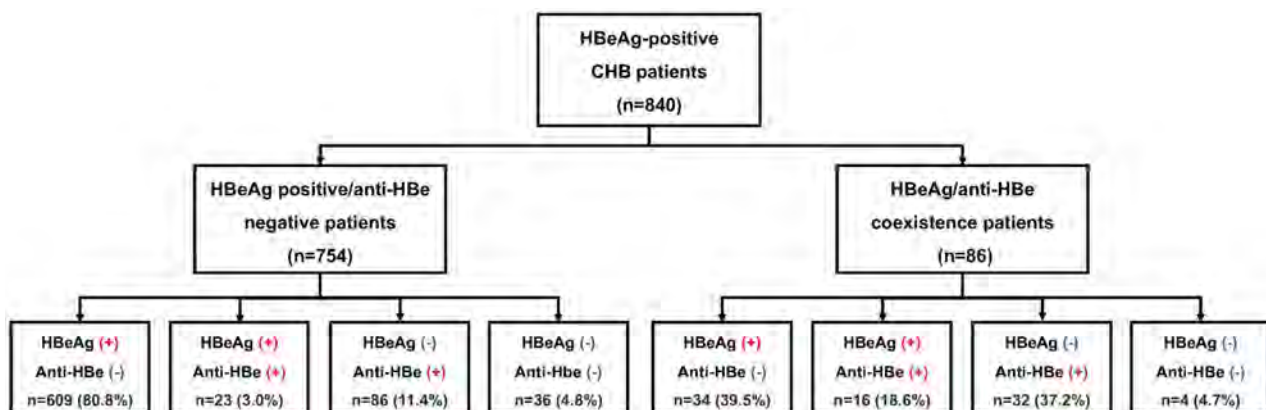 HBeAg-positive
CHB patients
(n=840)
HBeAg positive/anti-HBe
negative patients
(n=754)
HBeAg/anti-HBe
coexistence patients
(n=86)
HBeAg (+)
Anti-HBe (-)
n=609 (80.8%)
HBeAg (+)
Anti-HBe (+)
n=23 (3.0%)
HBeAg (-)
Anti-HBe (+)
n=86 (11.4%)
HBeAg (-)
Anti-Hbe (-)
n=36 (4.8%)
HBeAg (+)
Anti-HBe (-)
n=34 (39.5%)
HBeAg (+)
Anti-HBe (+)
n=16 (18.6%)
HBeAg (-)
Anti-HBe (+)
n=32 (37.2%)
HBeAg (-)
Anti-HBe (-)
n=4 (4.7%)